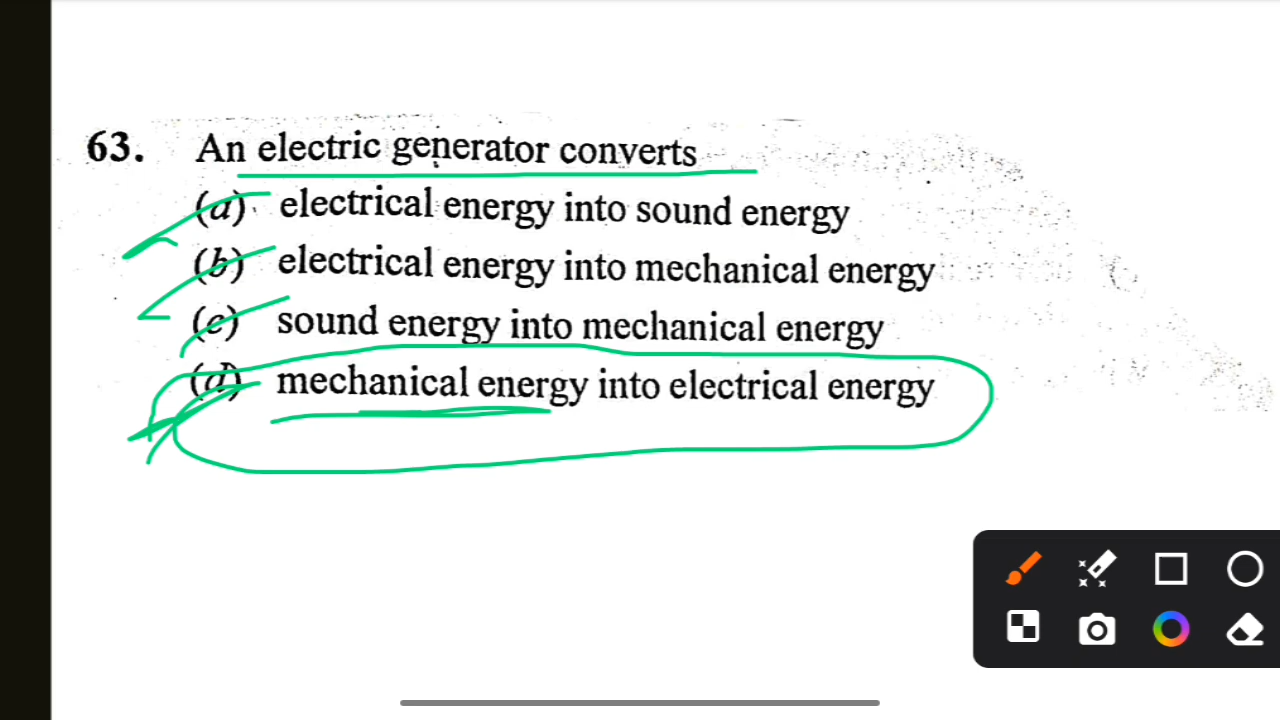 63. An electric generator converts
(a) electrical energy into sound energy
(b) electrical energy into mechanical energy
(c) sound energy into mechanical energy
(d) mechanical energy into electrical energy